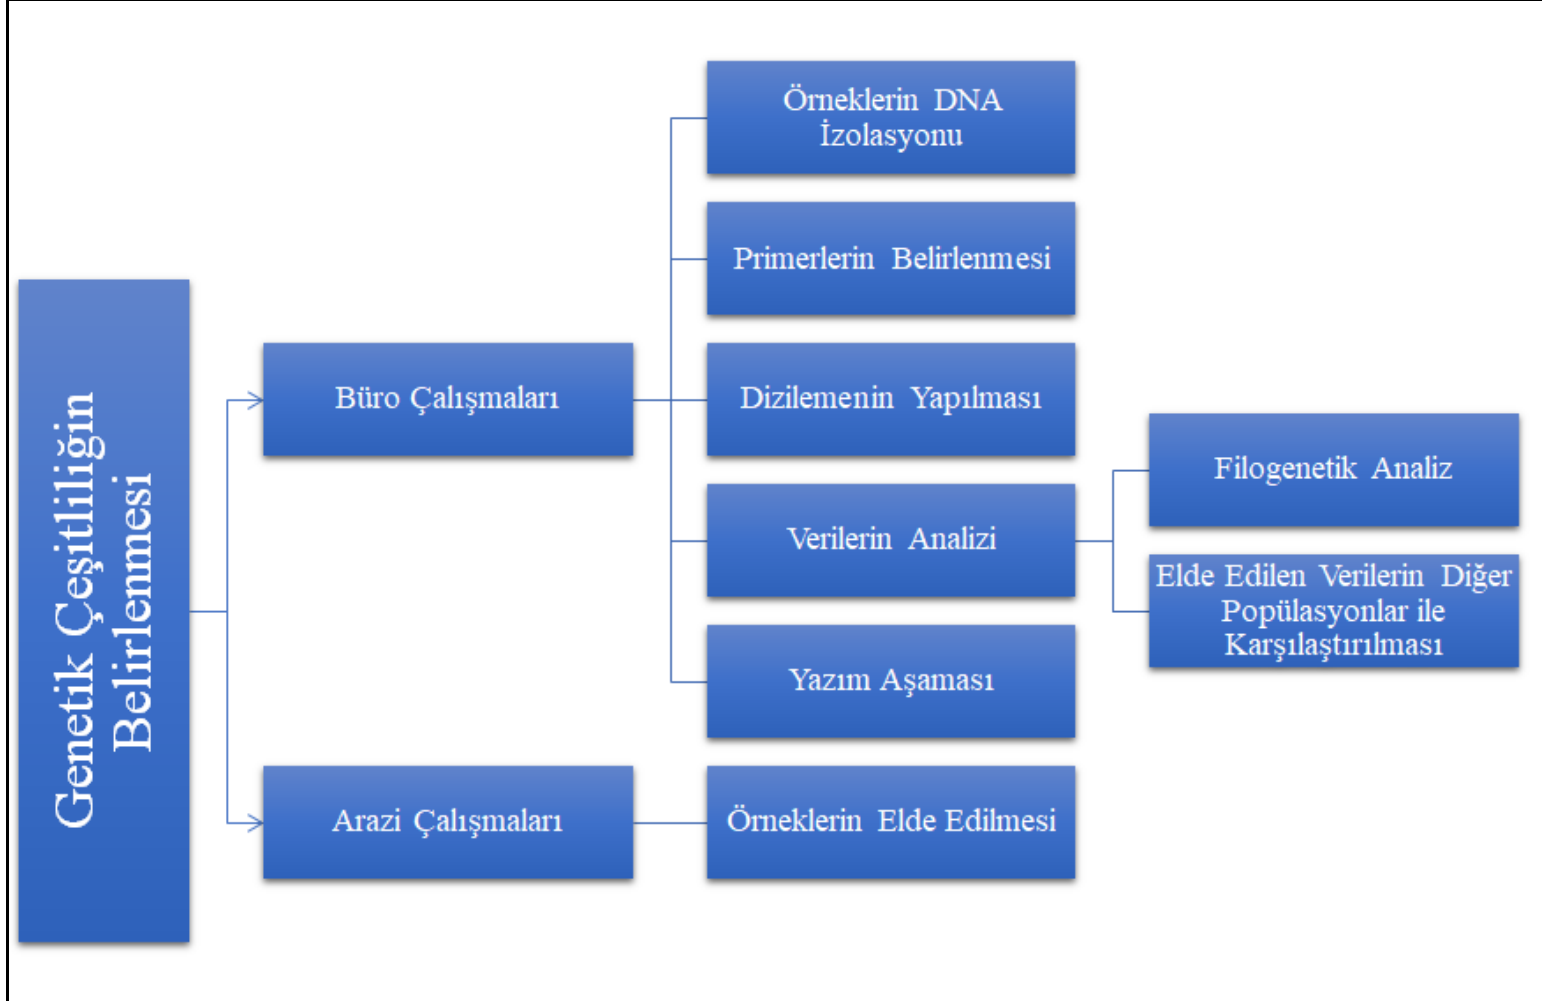 Genetik Çeşitliliğin
Belirlenmesi
Büro Çalışmaları
Örneklerin DNA
İzolasyonu
Primerlerin Belirlenmesi
Dizilemenin Yapılması
Verilerin Analizi
Filogenetik Analiz
Elde Edilen Verilerin Diğer
Popülasyonlar ile
Karşılaştırılması
Yazım Aşaması
Arazi Çalışmaları
Örneklerin Elde Edilmesi